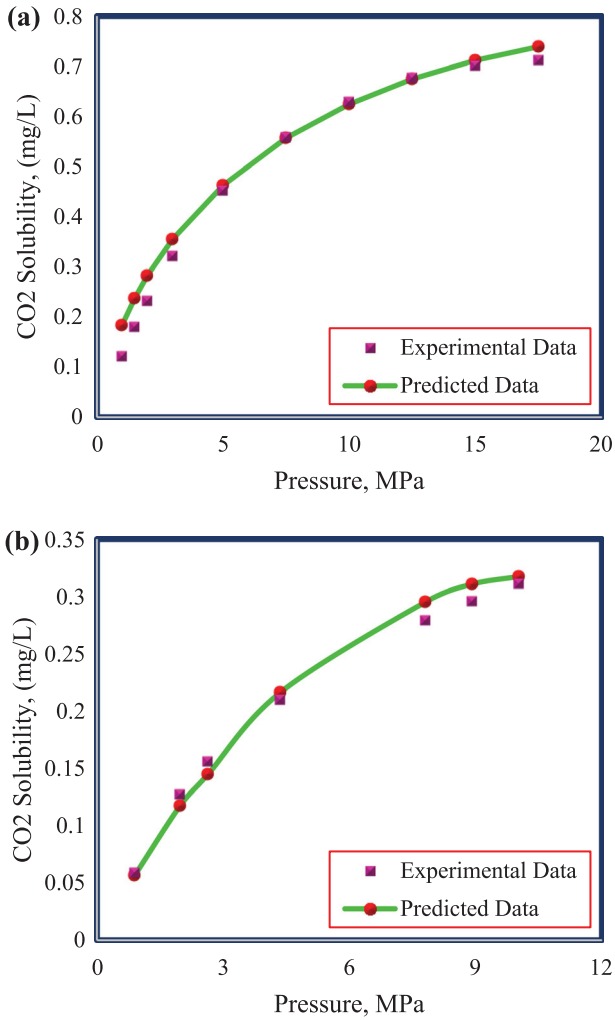 (a)
0.8
0.7
0.6
0.5
0.4
0.3
0.2
0.1
0
CO2 Solubility, (mg/L)
Experimental Data
Predicted Data
0 5 10 15 20
Pressure, MPa
(b)
0.35
0.3
0.25
0.2
0.15
0.1
0.05
0
CO2 Solubility, (mg/L)
Experimental Data
Predicted Data
0 3 6 9 12
Pressure, MPa